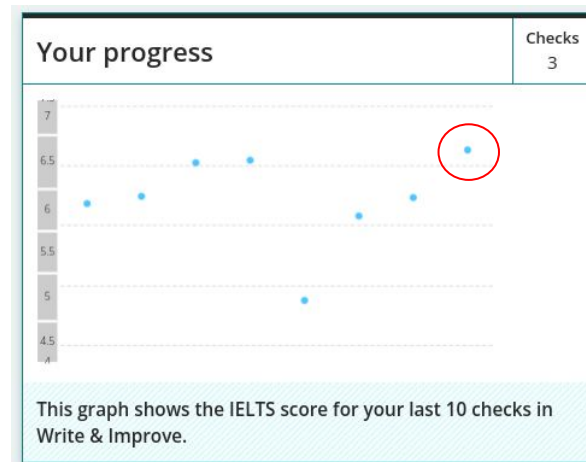 Your progress
Checks
3
7
6.5
6
5.5
5
4.5
This graph shows the IELTS score for your last 10 checks in
Write & Improve.